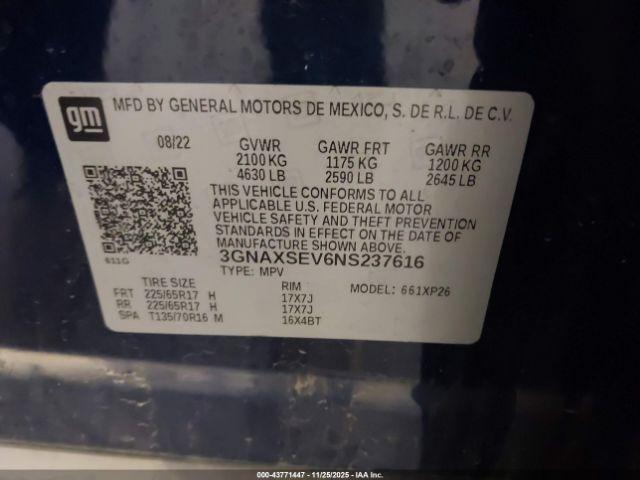 gm
MFD BY GENERAL MOTORS DE MEXICO, S. DE R.L. DE C.V.
08/22 GVWR GAWR FRT GAWR RR
2100 KG 1175 KG 1200 KG
4630 LB 2590 LB 2645 LB
THIS VEHICLE CONFORMS TO ALL
APPLICABLE U.S. FEDERAL MOTOR
VEHICLE SAFETY AND THEFT PREVENTION
STANDARDS IN EFFECT ON THE DATE OF
MANUFACTURE SHOWN ABOVE.
611G 3GNAXSEV6NS237616
TYPE: MPV
TIRE SIZE RIM MODEL: 661XP26
FRT 225/65R17 H 17X7J
RR 225/65R17 H 17X7J
SPA T135/70R16 M 16X4BT
000-43771447 - 11/25/2025 - IAAI.COM